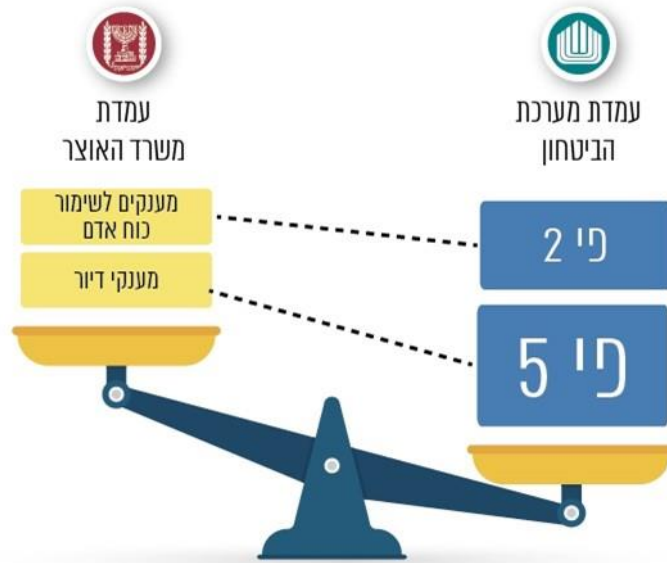 עמדת מערכת
הביטחון
פי 2
פי 5
עמדת
משרד האוצר
מענקים לשימור
כוח אדם
מענקי דיור